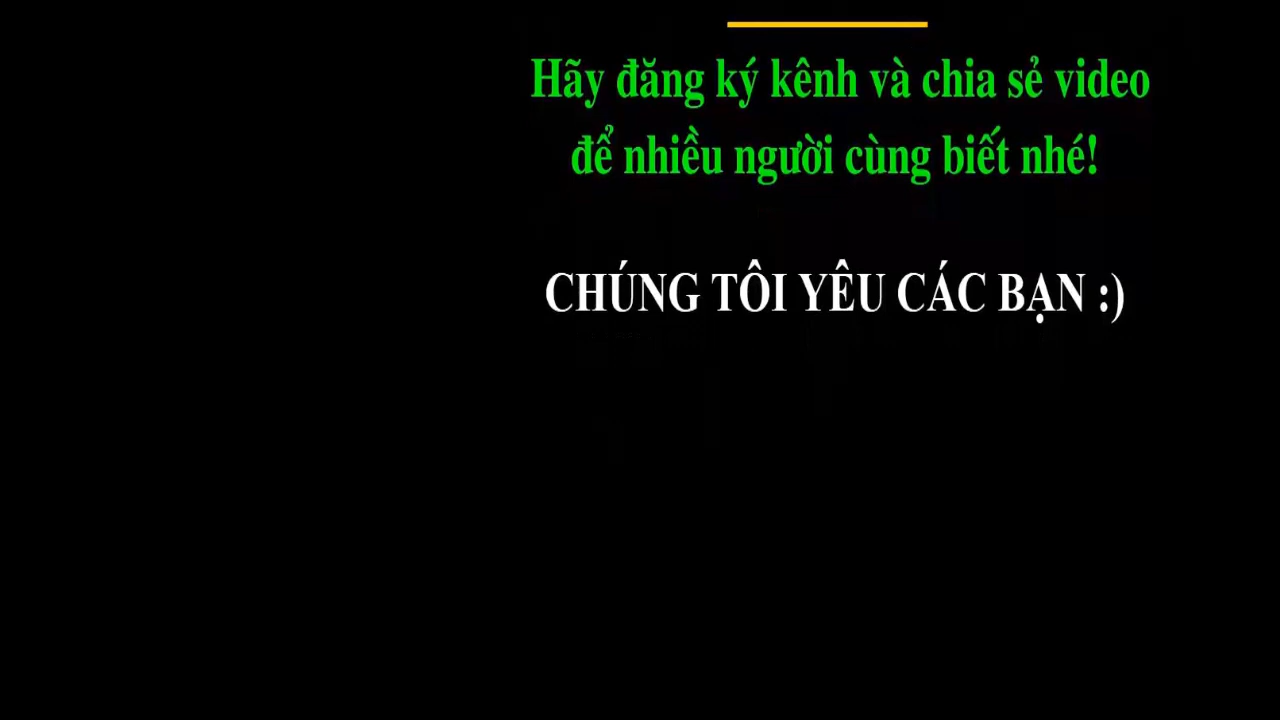 Hãy đăng ký kênh và chia sẻ video
để nhiều người cùng biết nhé!
CHÚNG TÔI YÊU CÁC BẠN :)